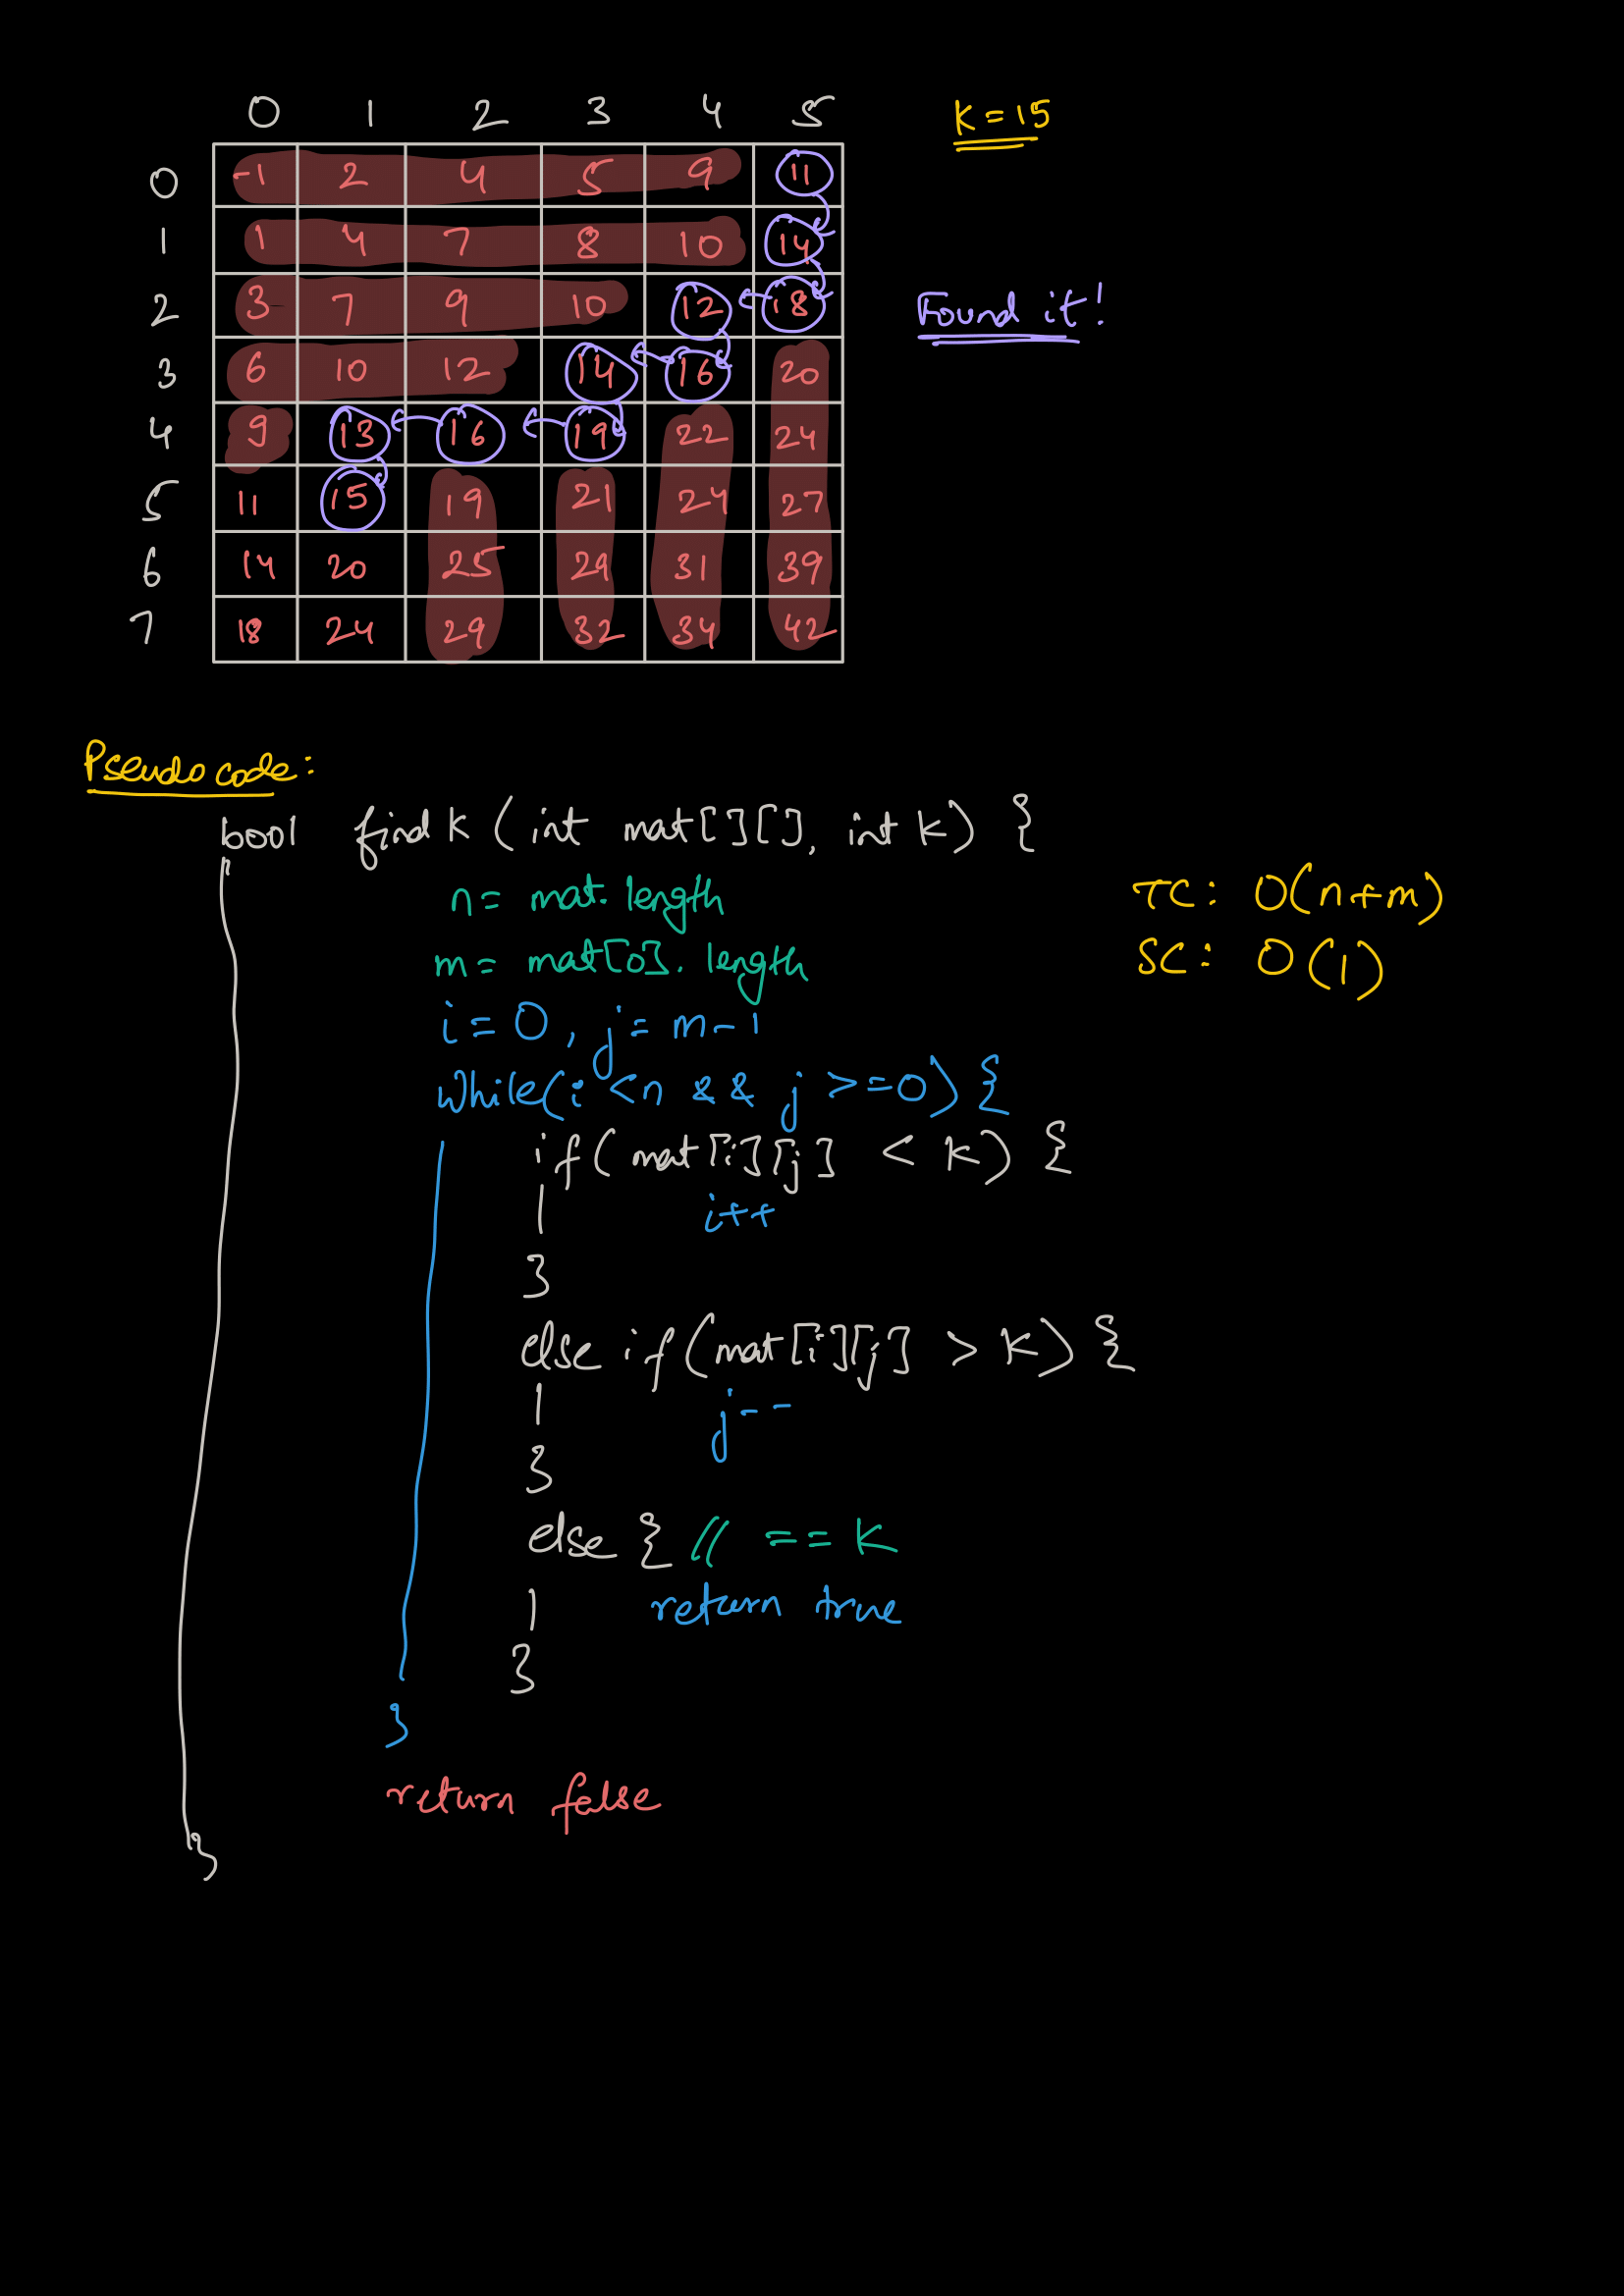 0 1 2 3 4 5
K = 15
0 -1 2 4 5 9 11
1 1 4 7 8 10 14
2 3 7 9 10 12 18
Found it!
3 6 10 12 14 16 20
4 9 13 16 19 22 24
5 11 15 19 21 24 27
6 14 20 25 29 31 39
7 18 24 29 32 34 42
Pseudo code:
bool find K (int mat[][], int K) {
n = mat. length
TC: O(n+m)
m = mat[0]. length
SC: O(1)
i = 0, j = m-1
while(i <n && j >=0) {
if( mat[i][j] < K) {
i++
}
else if(mat[i][j] > K) {
j--
}
else { // == K
return true
}
}
return false
}